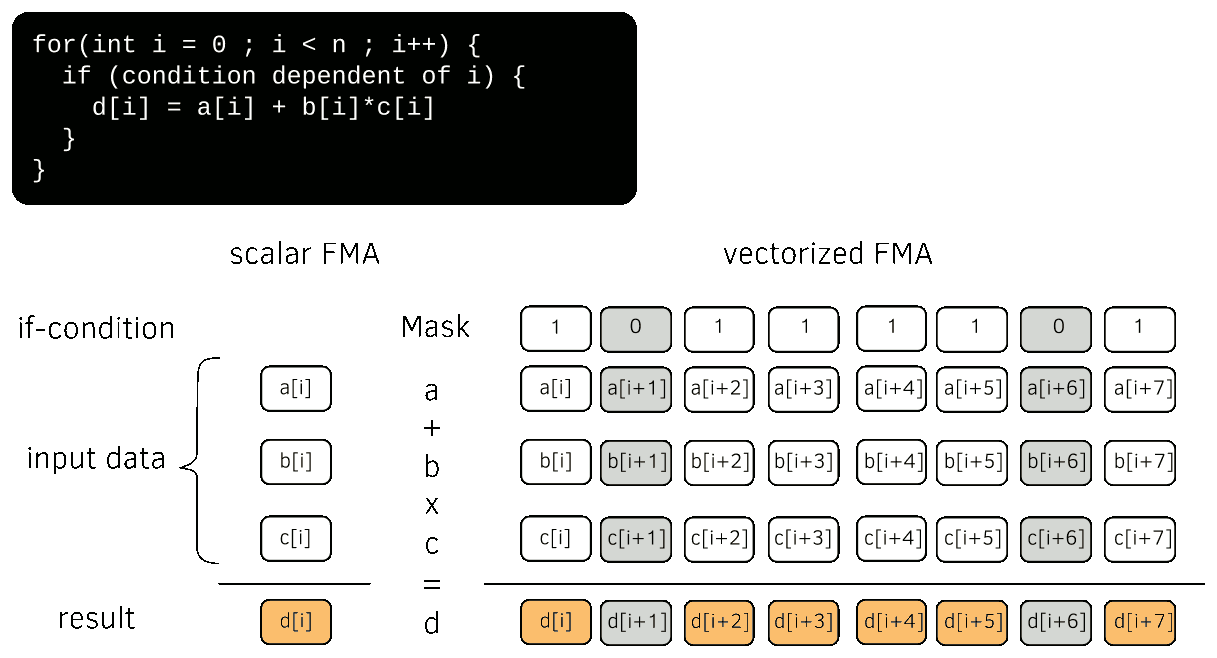 for(int i = 0 ; i < n ; i++) {
  if (condition dependent of i) {
    d[i] = a[i] + b[i]*c[i]
  }
}
scalar FMA vectorized FMA
if-condition Mask 1 0 1 1 1 1 0 1
a[i] a a[i] a[i+1] a[i+2] a[i+3] a[i+4] a[i+5] a[i+6] a[i+7]
+
input data b[i] b b[i] b[i+1] b[i+2] b[i+3] b[i+4] b[i+5] b[i+6] b[i+7]
x
c[i] c c[i] c[i+1] c[i+2] c[i+3] c[i+4] c[i+5] c[i+6] c[i+7]
=
result d[i] d d[i] d[i+1] d[i+2] d[i+3] d[i+4] d[i+5] d[i+6] d[i+7]